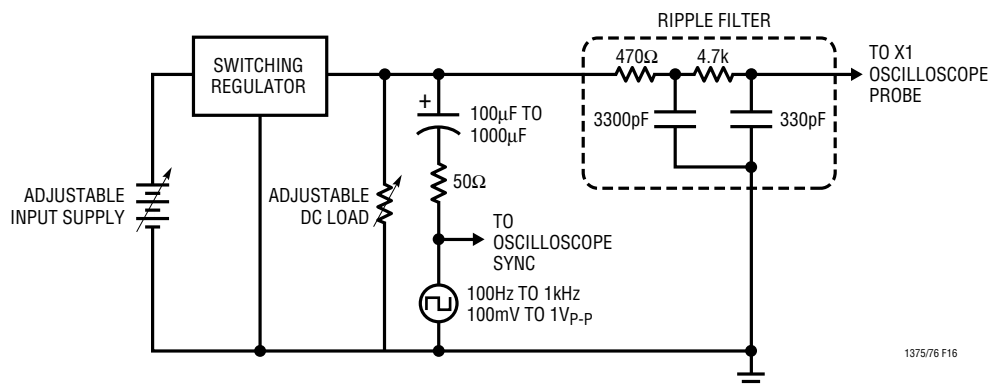 RIPPLE FILTER
SWITCHING
REGULATOR
470Ω
4.7k
TO X1
OSCILLOSCOPE
PROBE
+
100µF TO
1000µF
3300pF
330pF
50Ω
ADJUSTABLE
INPUT SUPPLY
ADJUSTABLE
DC LOAD
TO
OSCILLOSCOPE
SYNC
100Hz TO 1kHz
100mV TO 1VP-P
1375/76 F16